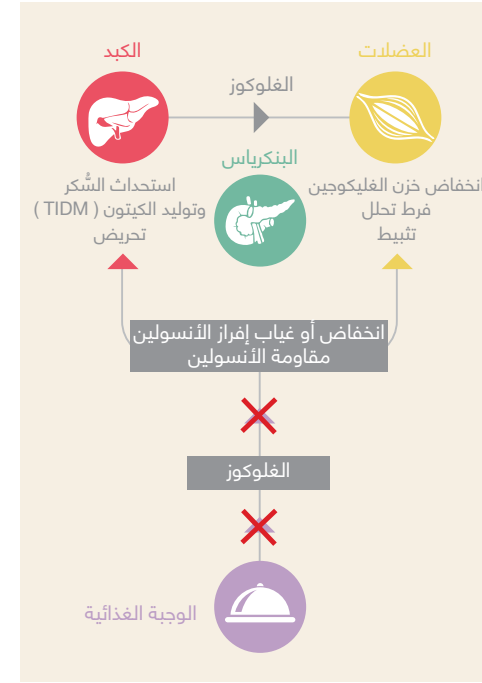 العضلات
الكبد
الغلوكوز
البنكرياس
انخفاض خزن الغليكوجين
فرط تحلل
تثبيط
استحداث السُّكر
وتوليد الكيتون ( TIDM )
تحريض
انخفاض أو غياب إفراز الأنسولين
مقاومة الأنسولين
الغلوكوز
الوجبة الغذائية